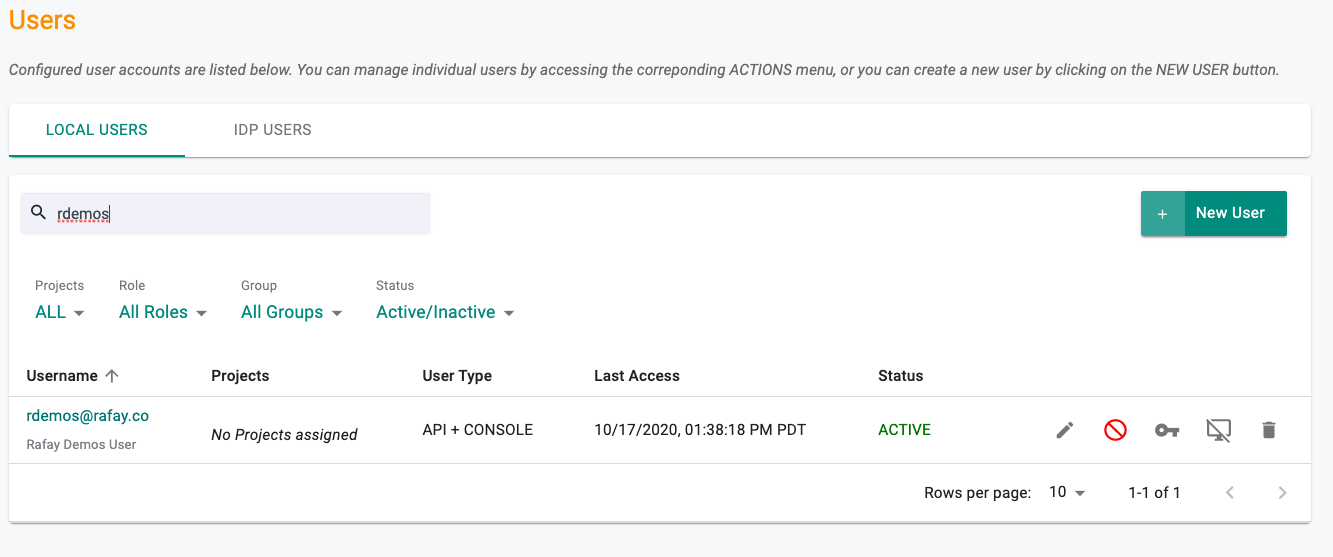 Users
Configured user accounts are listed below. You can manage individual users by accessing the correponding ACTIONS menu, or you can create a new user by clicking on the NEW USER button.
LOCAL USERS IDP USERS
rdemos
+ New User
Projects Role Group Status
ALL All Roles All Groups Active/Inactive
Username Projects User Type Last Access Status
rdemos@rafay.co
Rafay Demos User
No Projects assigned API + CONSOLE 10/17/2020, 01:38:18 PM PDT ACTIVE
Rows per page: 10 1-1 of 1